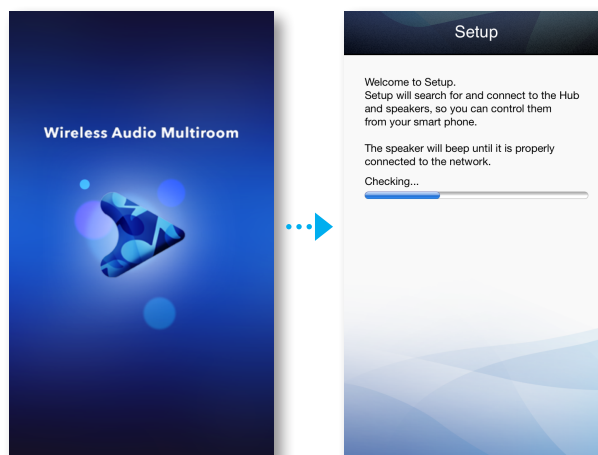 Wireless Audio Multiroom
Setup
Welcome to Setup.
Setup will search for and connect to the Hub
and speakers, so you can control them
from your smart phone.
The speaker will beep until it is properly
connected to the network.
Checking...